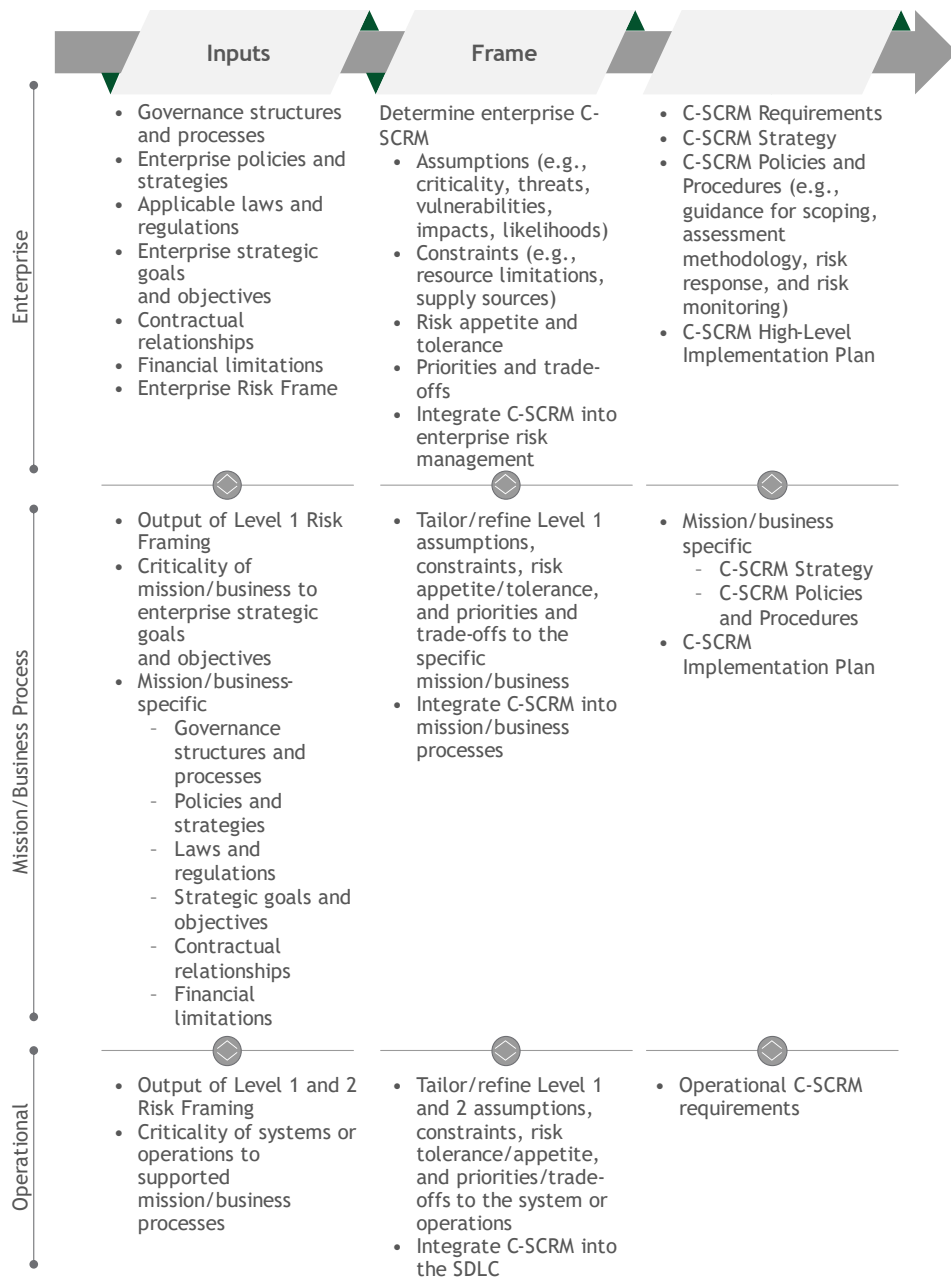 Inputs
Frame
Enterprise
• Governance structures
and processes
• Enterprise policies and
strategies
• Applicable laws and
regulations
• Enterprise strategic
goals
and objectives
• Contractual
relationships
• Financial limitations
• Enterprise Risk Frame
Determine enterprise C-
SCRM
• Assumptions (e.g.,
criticality, threats,
vulnerabilities,
impacts, likelihoods)
• Constraints (e.g.,
resource limitations,
supply sources)
• Risk appetite and
tolerance
• Priorities and trade-
offs
• Integrate C-SCRM into
enterprise risk
management
• C-SCRM Requirements
• C-SCRM Strategy
• C-SCRM Policies and
Procedures (e.g.,
guidance for scoping,
assessment
methodology, risk
response, and risk
monitoring)
• C-SCRM High-Level
Implementation Plan
Mission/Business Process
• Output of Level 1 Risk
Framing
• Criticality of
mission/business to
enterprise strategic
goals
and objectives
• Mission/business-
specific
- Governance
structures and
processes
- Policies and
strategies
- Laws and
regulations
- Strategic goals and
objectives
- Contractual
relationships
- Financial
limitations
• Tailor/refine Level 1
assumptions,
constraints, risk
appetite/tolerance,
and priorities and
trade-offs to the
specific
mission/business
• Integrate C-SCRM into
mission/business
processes
• Mission/business
specific
- C-SCRM Strategy
- C-SCRM Policies
and Procedures
• C-SCRM
Implementation Plan
Operational
• Output of Level 1 and 2
Risk Framing
• Criticality of systems or
operations to
supported
mission/business
processes
• Tailor/refine Level 1
and 2 assumptions,
constraints, risk
tolerance/appetite,
and priorities/trade-
offs to the system or
operations
• Integrate C-SCRM into
the SDLC
• Operational C-SCRM
requirements